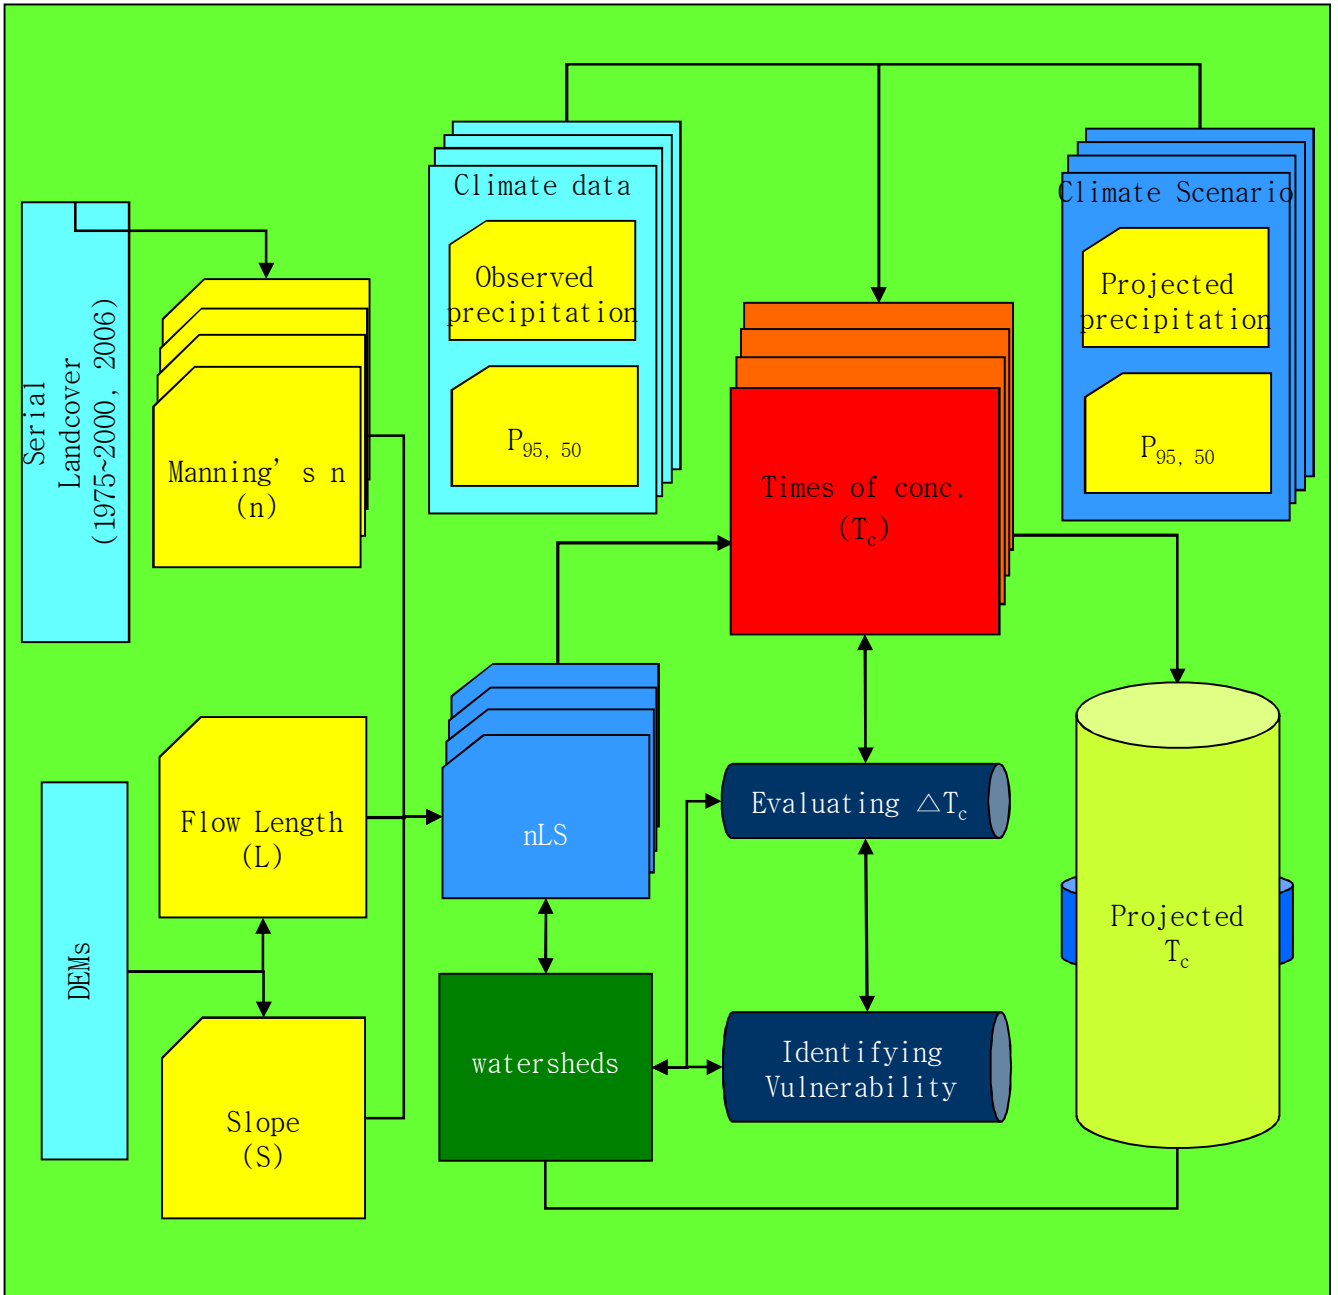 Climate data
Observed
precipitation
P95, 50
Climate Scenario
Projected
precipitation
P95, 50
Serial
Landcover
(1975~2000, 2006)
Manning's n
(n)
Times of conc.
(Tc)
Flow Length
(L)
nLS
Evaluating △Tc
DEMs
Projected
Tc
Slope
(S)
watersheds
Identifying
Vulnerability